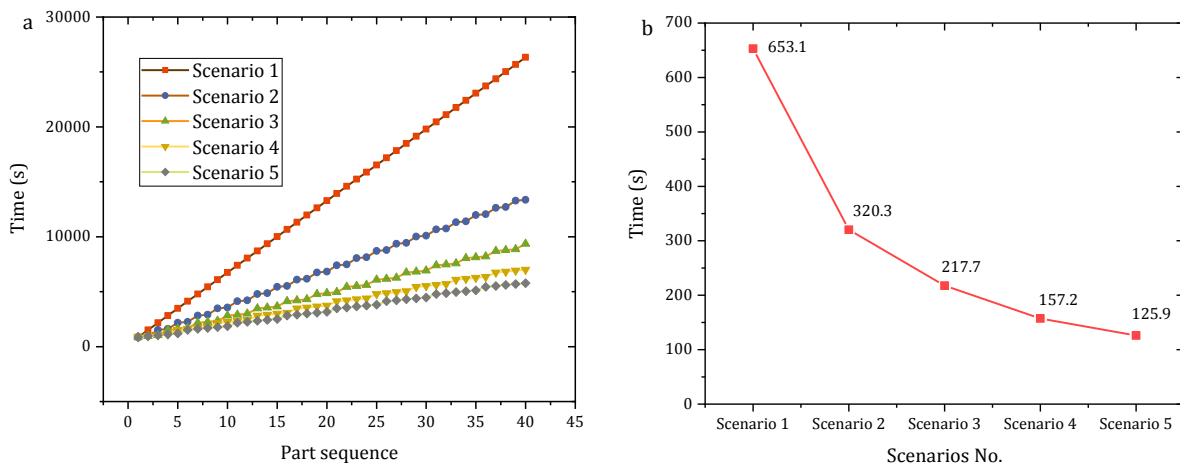 a
30000
20000
10000
0
Time (s)
Scenario 1
Scenario 2
Scenario 3
Scenario 4
Scenario 5
0 5 10 15 20 25 30 35 40 45
Part sequence
b
700
600
500
400
300
200
100
0
Time (s)
653.1
320.3
217.7
157.2
125.9
Scenario 1 Scenario 2 Scenario 3 Scenario 4 Scenario 5
Scenarios No.